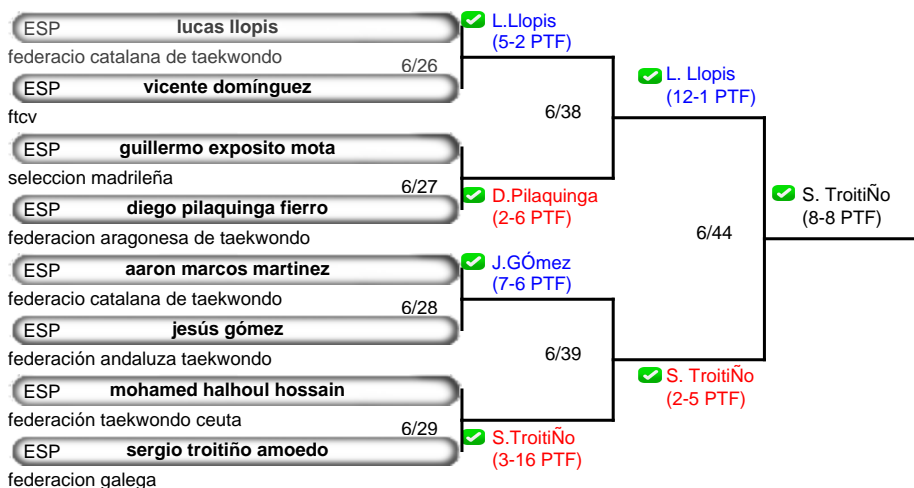 ESP lucas llopis
federacio catalana de taekwondo
6/26
ESP vicente domínguez
ftcv
ESP guillermo exposito mota
seleccion madrileña
6/27
ESP diego pilaquinga fierro
federacion aragonesa de taekwondo
ESP aaron marcos martinez
federacio catalana de taekwondo
6/28
ESP jesús gómez
federación andaluza taekwondo
ESP mohamed halhoul hossain
federación taekwondo ceuta
6/29
ESP sergio troitiño amoedo
federacion galega
L.Llopis
(5-2 PTF)
6/38
D.Pilaquinga
(2-6 PTF)
J.GÓmez
(7-6 PTF)
6/39
S.TroitiÑo
(3-16 PTF)
L. Llopis
(12-1 PTF)
6/44
S. TroitiÑo
(2-5 PTF)
S. TroitiÑo
(8-8 PTF)